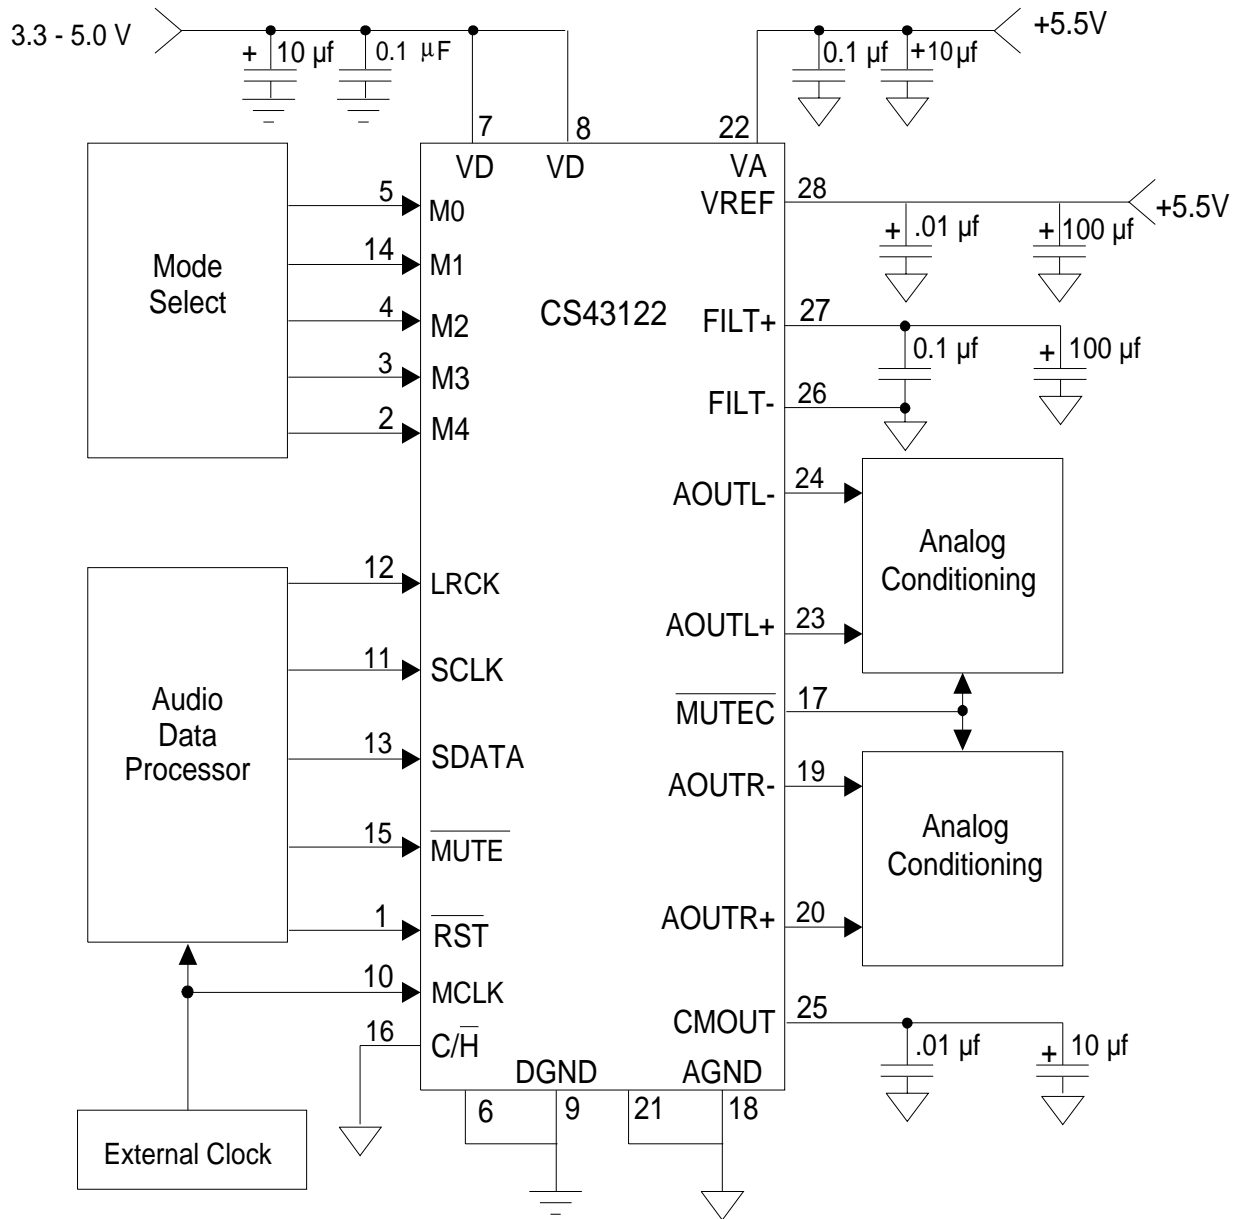 3.3 - 5.0 V
+ 10 µf
0.1 µF
+5.5V
0.1 µf
+10µf
7
8
22
VD
VD
VA
Mode
Select
5
M0
14
M1
4
M2
3
M3
2
M4
CS43122
VREF
28
+5.5V
+ .01 µf
+ 100 µf
FILT+
27
0.1 µf
+ 100 µf
FILT-
26
AOUTL-
24
Analog
Conditioning
AOUTL+
23
MUTEC
17
AOUTR-
19
Analog
Conditioning
AOUTR+
20
Audio
Data
Processor
12
LRCK
11
SCLK
13
SDATA
15
MUTE
1
RST
10
MCLK
16
C/H
CMOUT
25
.01 µf
+ 10 µf
DGND
AGND
6
9
21
18
External Clock